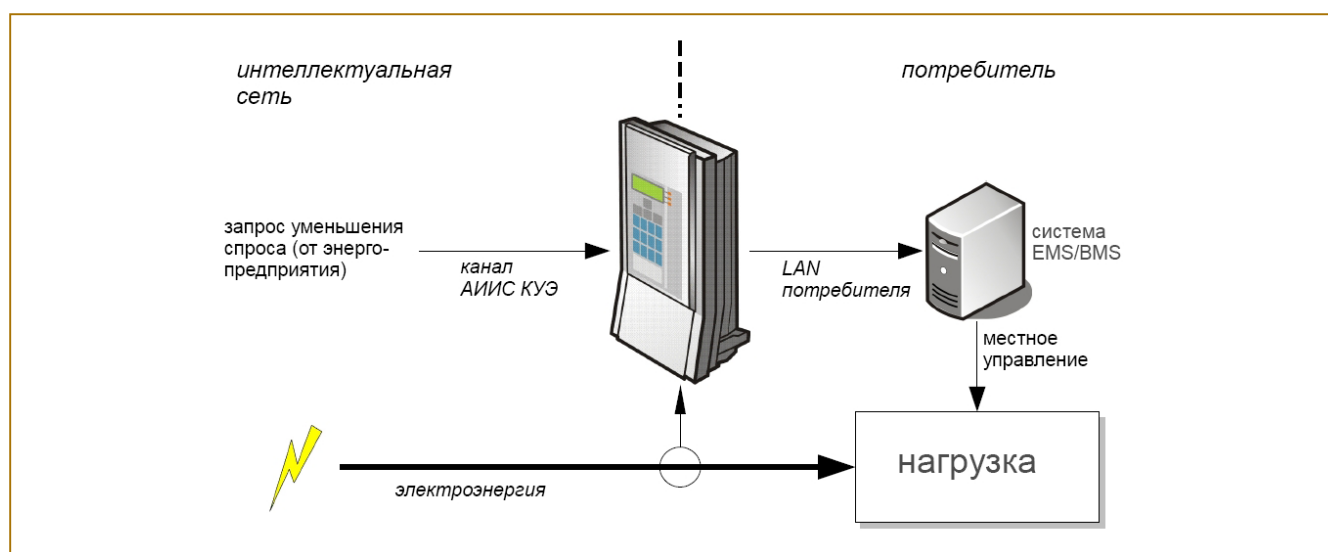 интеллектуальная
сеть
потребитель
запрос уменьшения
спроса (от энерго-
предприятия)
канал
АИИС КУЭ
LAN
потребителя
система
EMS/BMS
местное
управление
нагрузка
электроэнергия